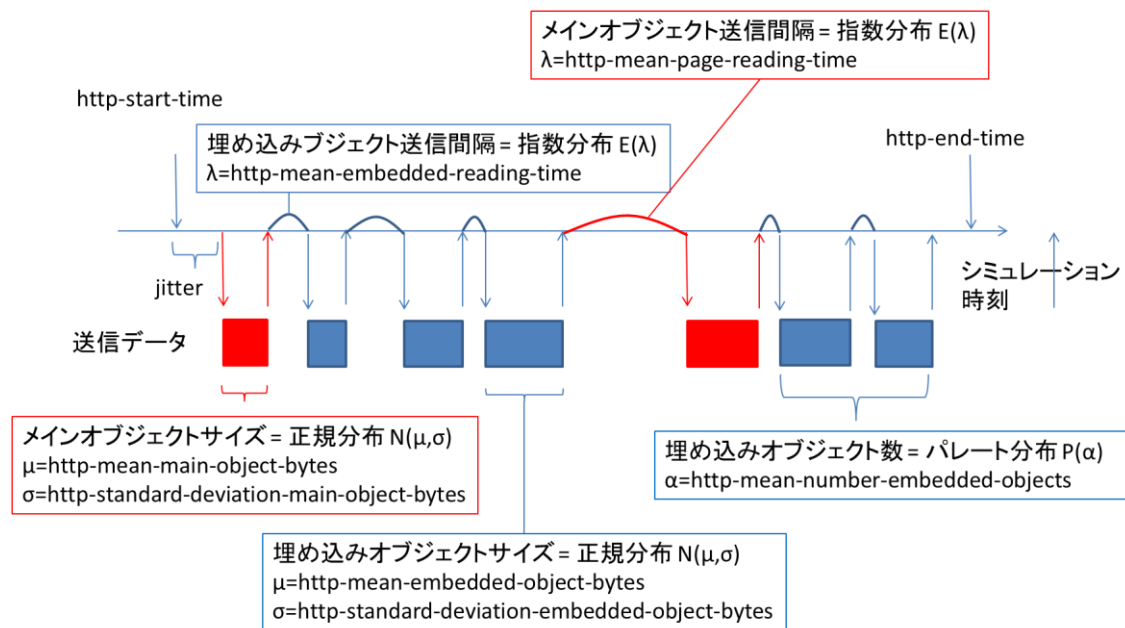 メインオブジェクト送信間隔 = 指数分布 E(λ)
λ=http-mean-page-reading-time
http-start-time
埋め込みブジェクト送信間隔 = 指数分布 E(λ)
λ=http-mean-embedded-reading-time
http-end-time
jitter
シミュレーション
時刻
送信データ
メインオブジェクトサイズ = 正規分布 N(μ,σ)
μ=http-mean-main-object-bytes
σ=http-standard-deviation-main-object-bytes
埋め込みオブジェクト数 = パレート分布 P(α)
α=http-mean-number-embedded-objects
埋め込みオブジェクトサイズ = 正規分布 N(μ,σ)
μ=http-mean-embedded-object-bytes
σ=http-standard-deviation-embedded-object-bytes